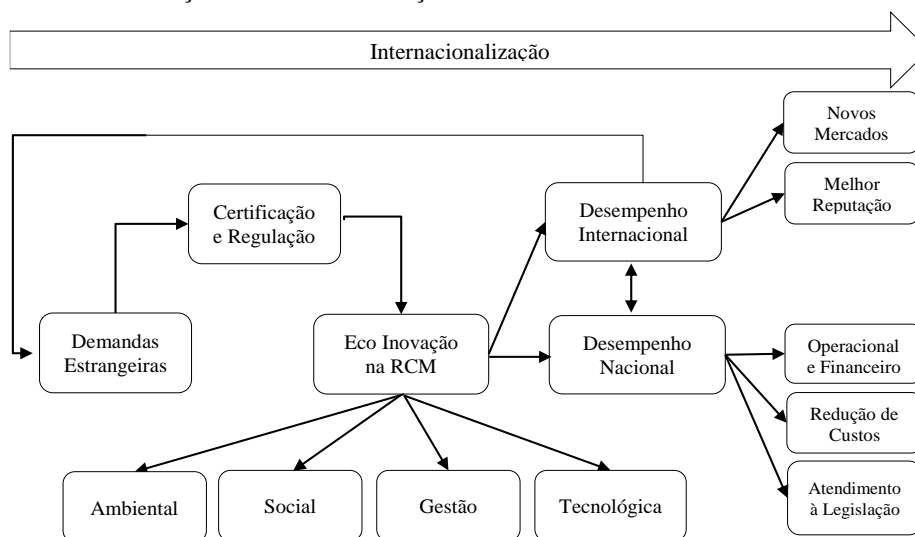 Internacionalização
Novos
Mercados
Melhor
Reputação
Certificação
e Regulação
Desempenho
Internacional
Demandas
Estrangeiras
Eco Inovação
na RCM
Desempenho
Nacional
Operacional
e Financeiro
Redução de
Custos
Atendimento
à Legislação
Ambiental
Social
Gestão
Tecnológica